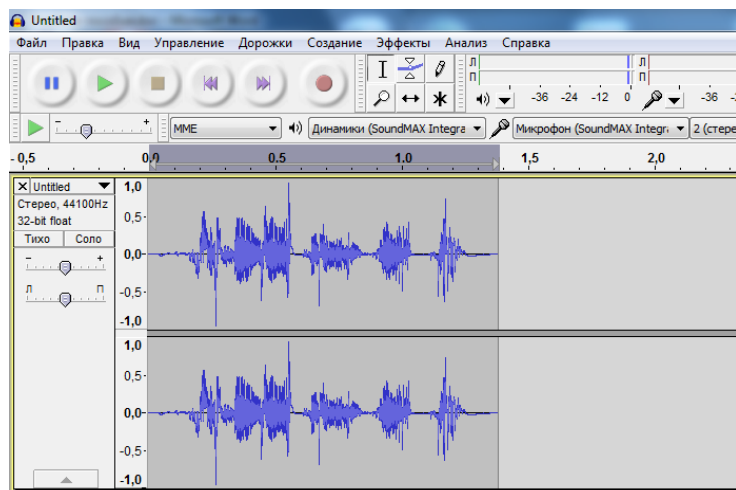 Untitled
Файл Правка Вид Управление Дорожки Создание Эффекты Анализ Справка
Л Л
П П
-36 -24 -12 0 -36
MME Динамики (SoundMAX Integra Микрофон (SoundMAX Integr 2 (стере
- 0,5 0,0 0,5 1,0 1,5 2,0
X Untitled 1,0
Стерео, 44100Hz
32-bit float 0,5
Тихо Соло
- + 0,0
Л П -0,5
-1,0
1,0
0,5
0,0
-0,5
-1,0